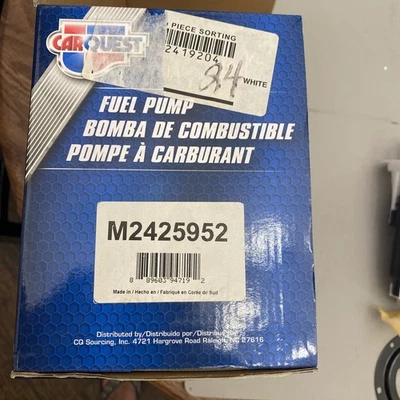 CARQUEST
PIECE SORTING
2419204
24
WHITE
FUEL PUMP
BOMBA DE COMBUSTIBLE
POMPE À CARBURANT
M2425952
8 89603 94719 2
Made in / Hecho en / Fabriqué en Corée du Sud
Distributed by/Distribuido por/Distribué par
CQ Sourcing, Inc. 4721 Hargrove Road Raleigh, NC 27616